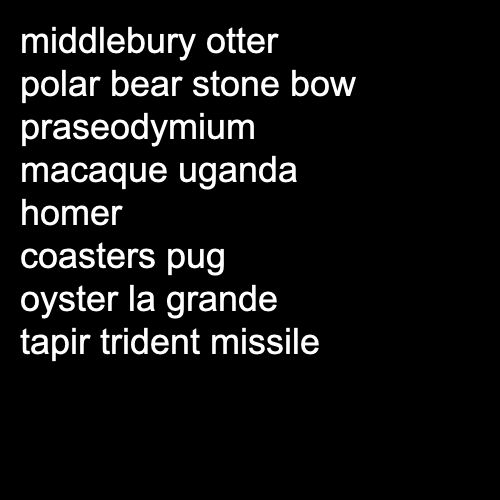 middlebury otter
polar bear stone bow
praseodymium
macaque uganda
homer
coasters pug
oyster la grande
tapir trident missile